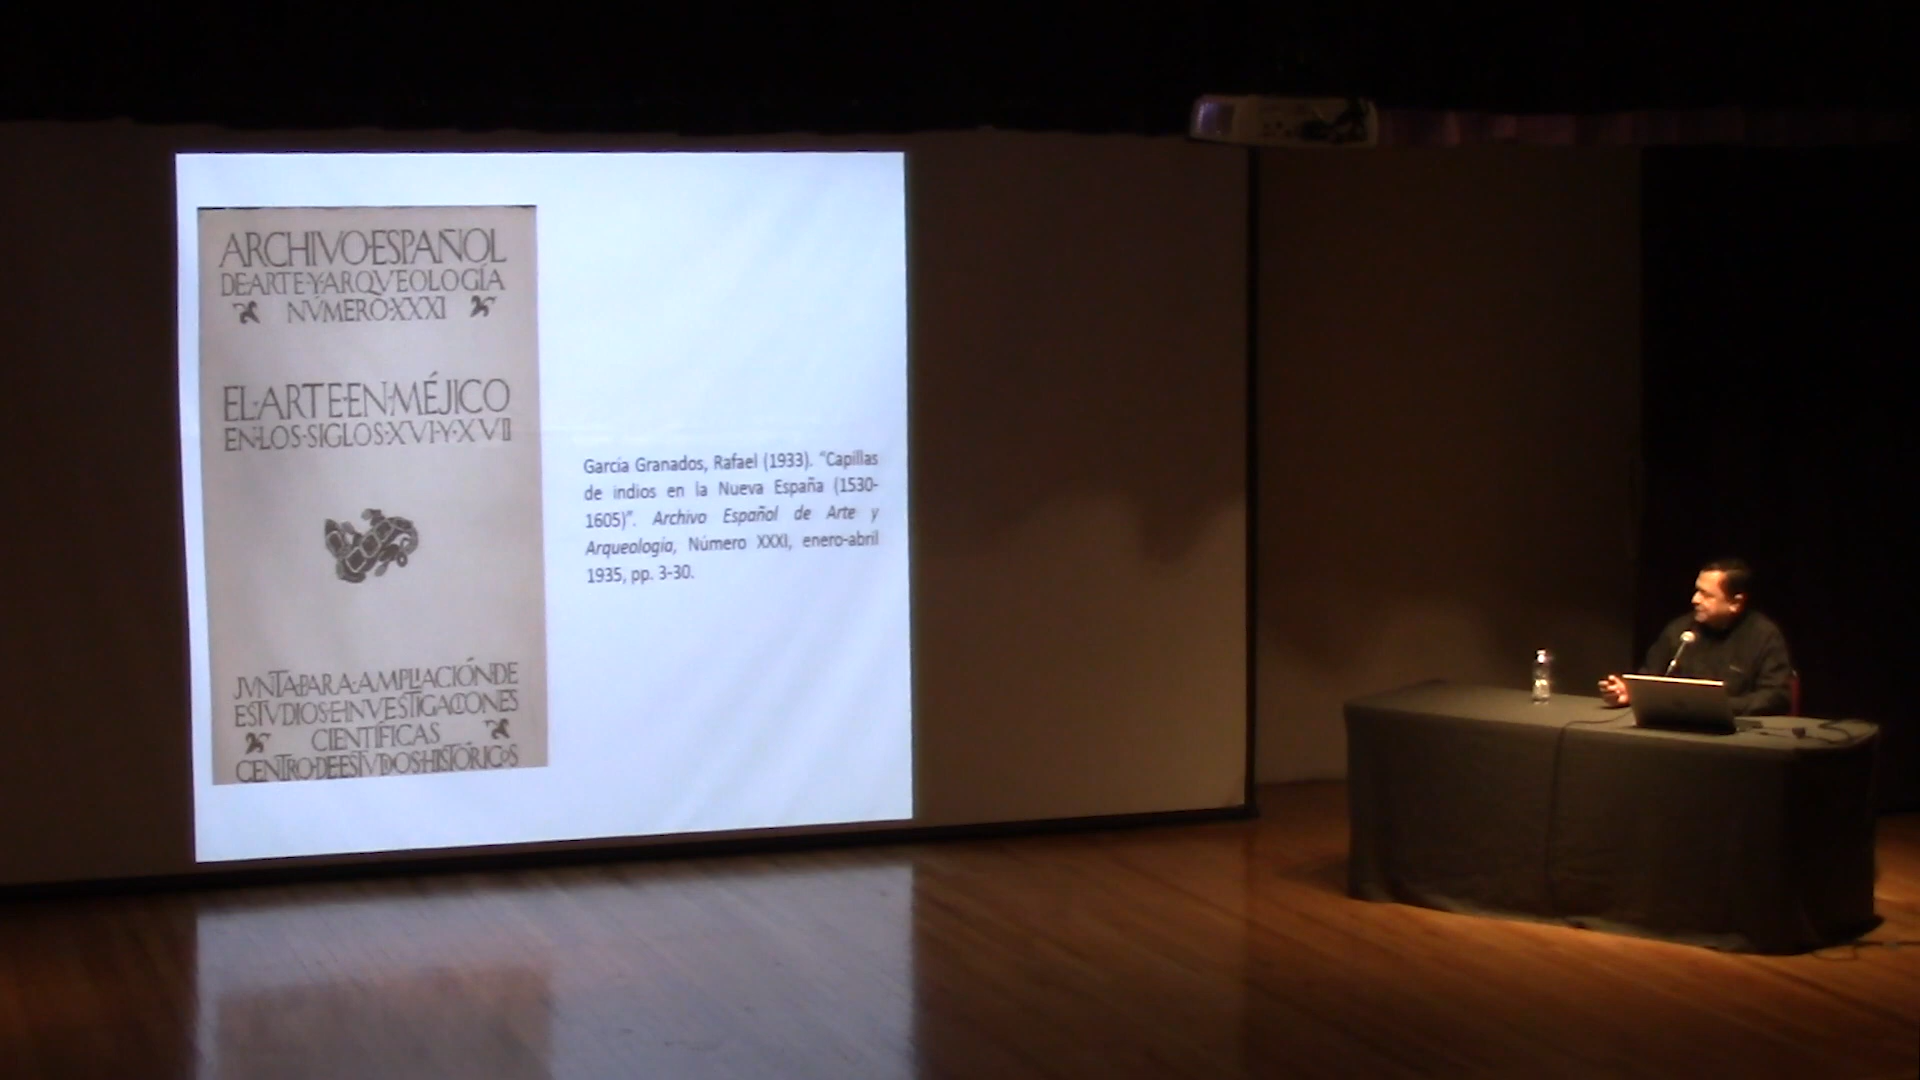 ARCHIVO·ESPAÑOL
DE·ARTE·Y·ARQVEOLOGÍA
NÚMERO·XXXI
EL·ARTE·EN·MÉJICO
EN·LOS·SIGLOS·XVI·Y·XVII
JVNTA·PARA·AMPLIACIÓN·DE
ESTVDIOS·E·INVESTIGACIONES
CIENTÍFICAS
CENTRO·DE·ESTVDIOS·HISTÓRICOS
García Granados, Rafael (1933). “Capillas
de indios en la Nueva España (1530-
1605)”. Archivo Español de Arte y
Arqueología, Número XXXI, enero-abril
1935, pp. 3-30.